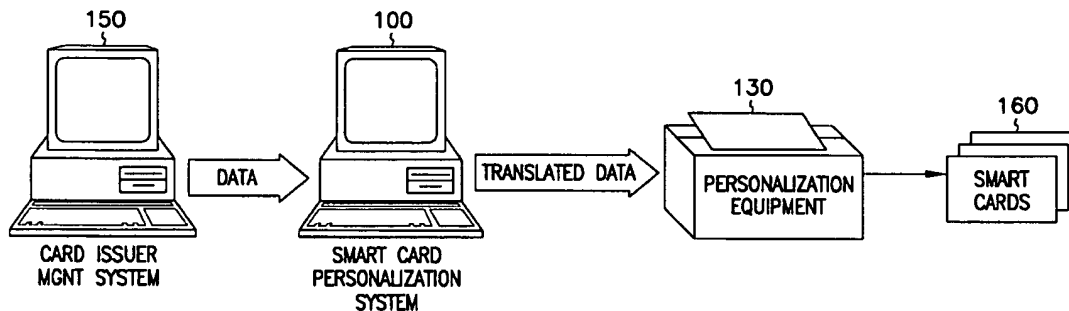 150
100
130
160
DATA
TRANSLATED DATA
PERSONALIZATION
EQUIPMENT
SMART
CARDS
CARD ISSUER
MGNT SYSTEM
SMART CARD
PERSONALIZATION
SYSTEM